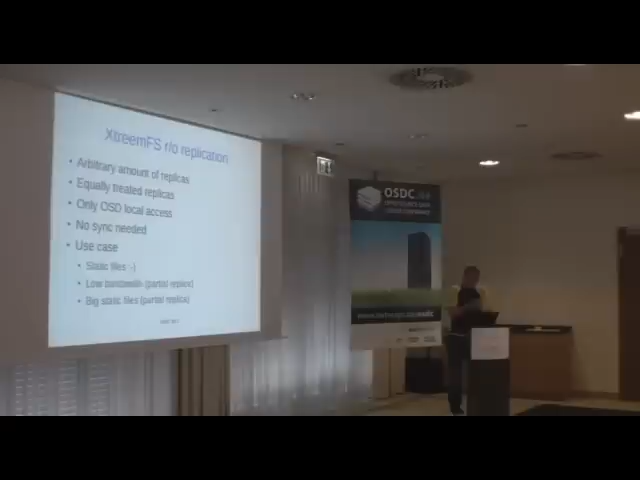 XtreemFS r/o replication
• Arbitrary amount of replicas
• Equally treated replicas
• Only OSD local access
• No sync needed
• Use case
• Static files :-)
• Low bandwidth (partial replica)
• Big static files (partial replica)
OSDC